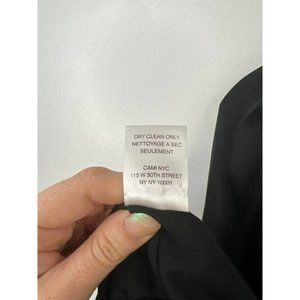 DRY CLEAN ONLY
NETTOYAGE A SEC
SEULEMENT
CAMI NYC
115 W 30TH STREET
NY NY 10001